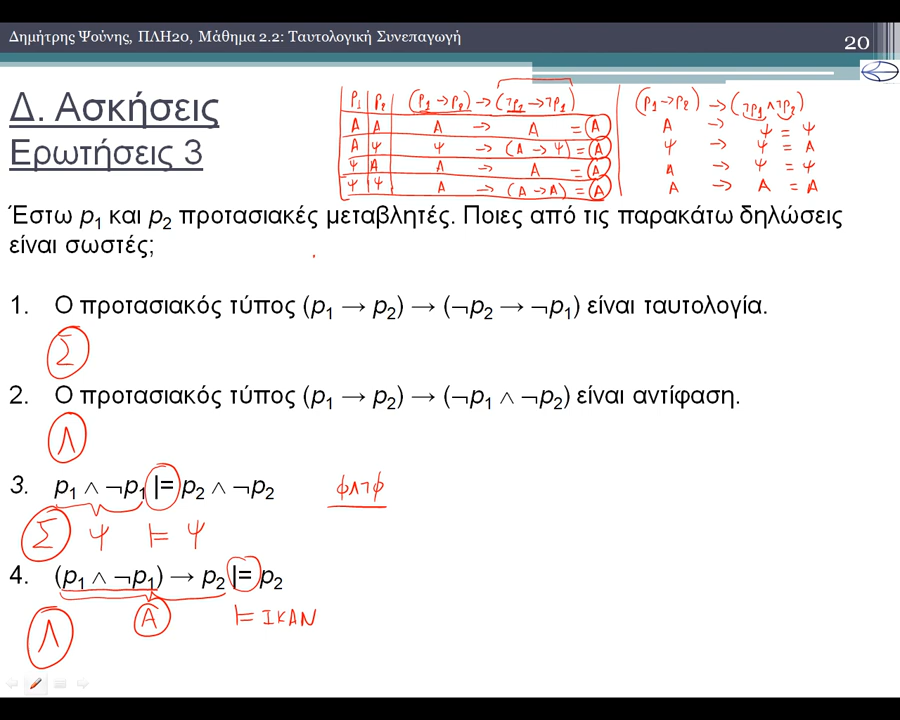 Δημήτρης Ψούνης, ΠΛΗ20, Μάθημα 2.2: Ταυτολογική Συνεπαγωγή
20
Δ. Ασκήσεις
Ερωτήσεις 3
p1 p2 (p1 → p2) → (¬p2 → ¬p1)
Α Α Α → Α = Α
Α Ψ Ψ → (Α → Ψ) = Α
Ψ Α Α → Α = Α
Ψ Ψ Α → (Α → Α) = Α
(p1 → p2) → (¬p1 ∧ ¬p2)
Α → Ψ = Ψ
Ψ → Ψ = Α
Α → Ψ = Ψ
Α → Α = Α
Έστω p1 και p2 προτασιακές μεταβλητές. Ποιες από τις παρακάτω δηλώσεις
είναι σωστές;
1. Ο προτασιακός τύπος (p1 → p2) → (¬p2 → ¬p1) είναι ταυτολογία.
Σ
2. Ο προτασιακός τύπος (p1 → p2) → (¬p1 ∧ ¬p2) είναι αντίφαση.
Λ
3. p1 ∧ ¬p1 |= p2 ∧ ¬p2 φ∧¬φ
Σ Ψ ⊨ Ψ
4. (p1 ∧ ¬p1) → p2 |= p2
Λ Α ⊨ ΙΚΑΝ